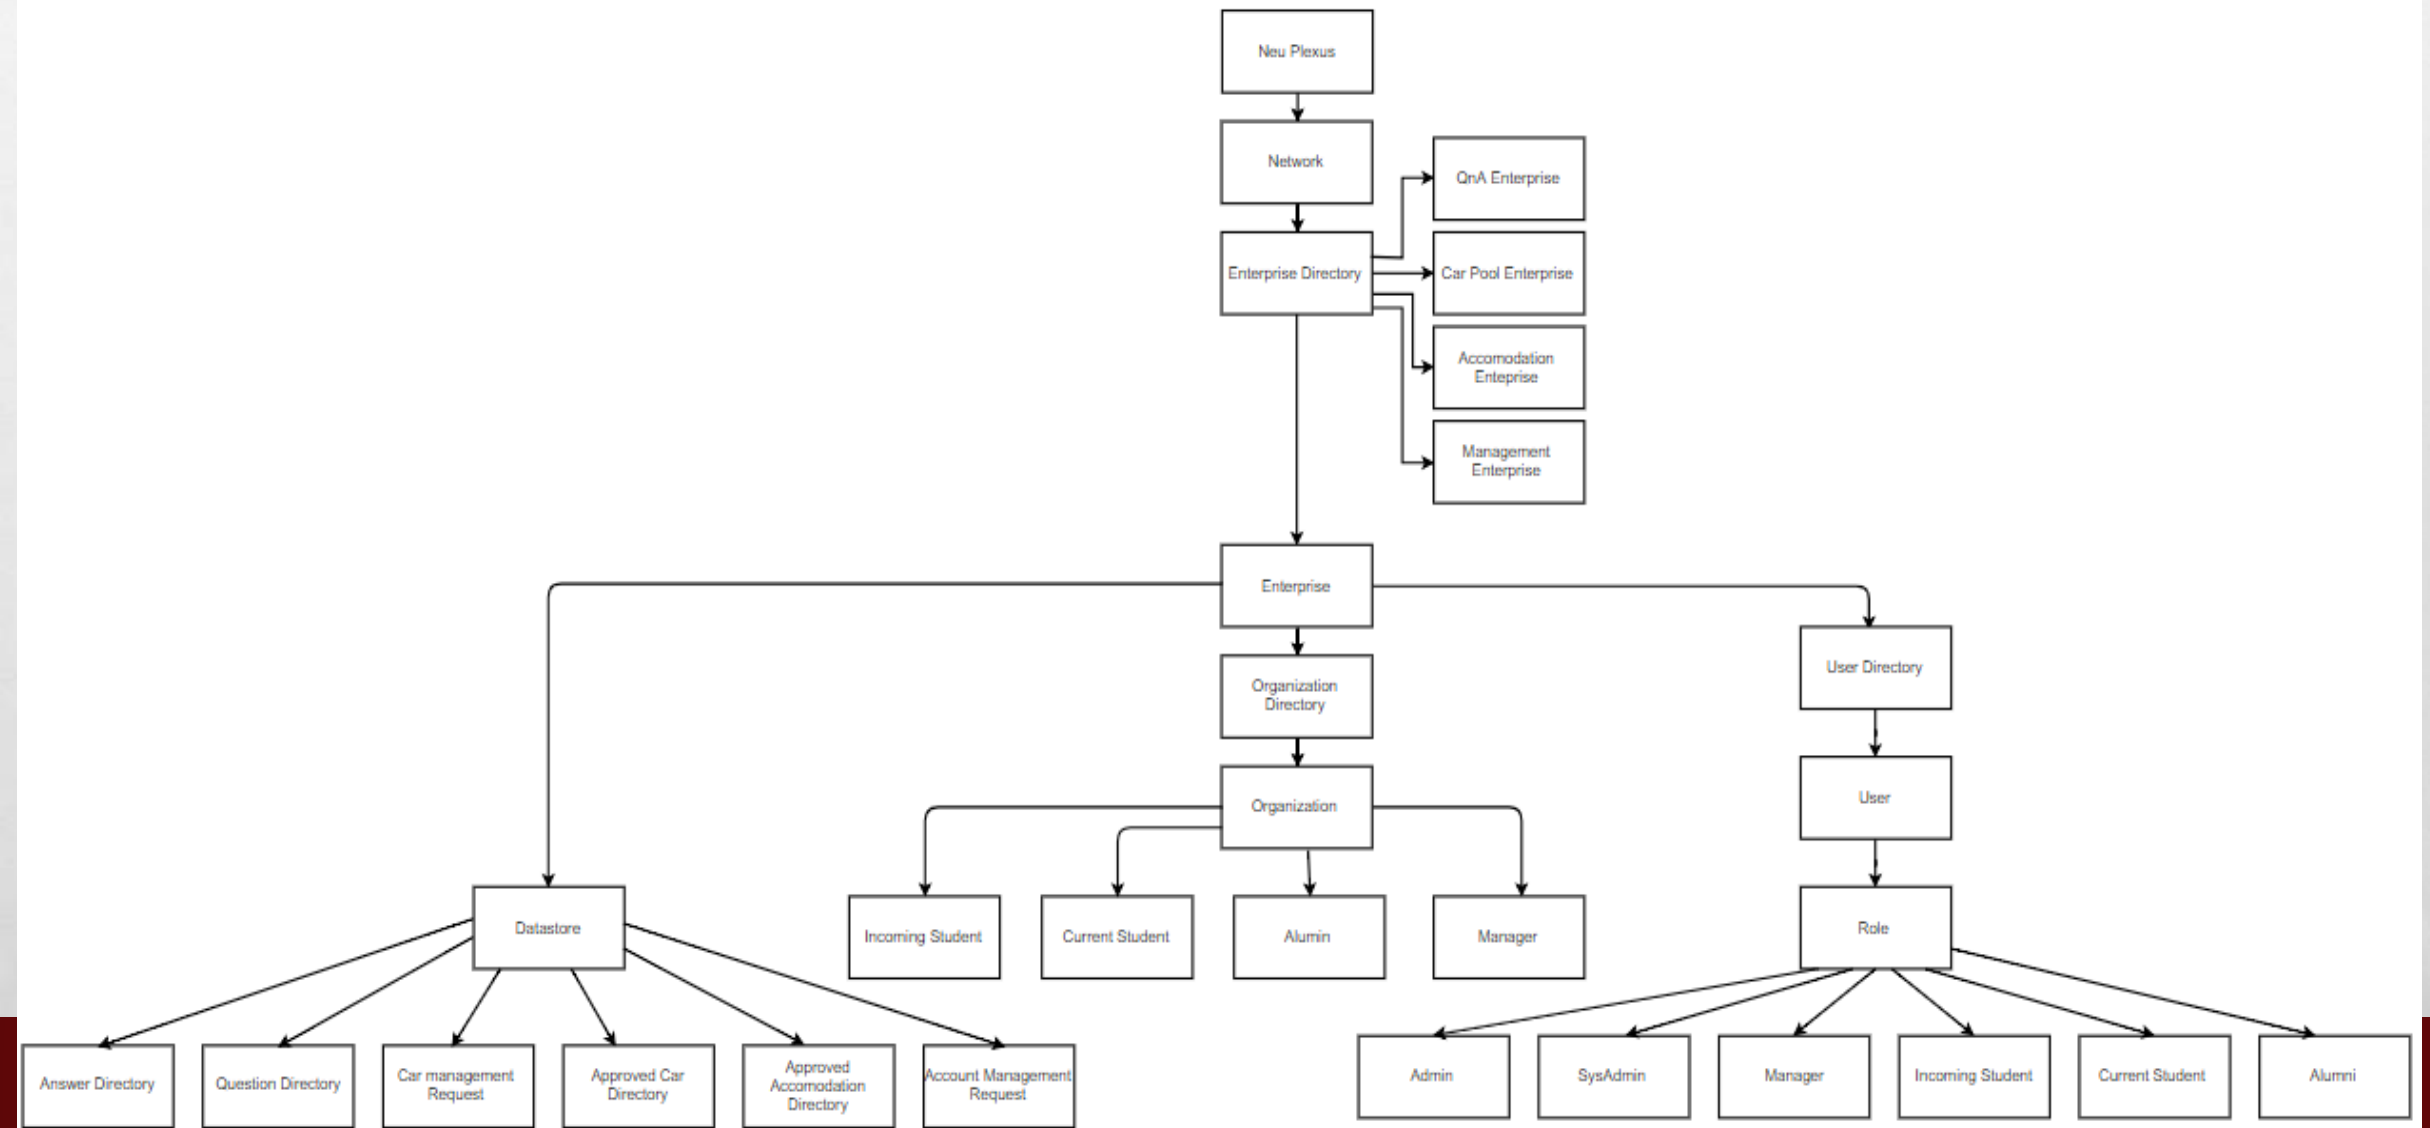 Neu Plexus
Network
QnA Enterprise
Enterprise Directory
Car Pool Enterprise
Accomodation
Enteprise
Management
Enterprise
Enterprise
User Directory
Organization
Directory
User
Organization
Datastore
Incoming Student
Current Student
Alumin
Manager
Role
Answer Directory
Question Directory
Car management
Request
Approved Car
Directory
Approved
Accomodation
Directory
Account Management
Request
Admin
SysAdmin
Manager
Incoming Student
Current Student
Alumni